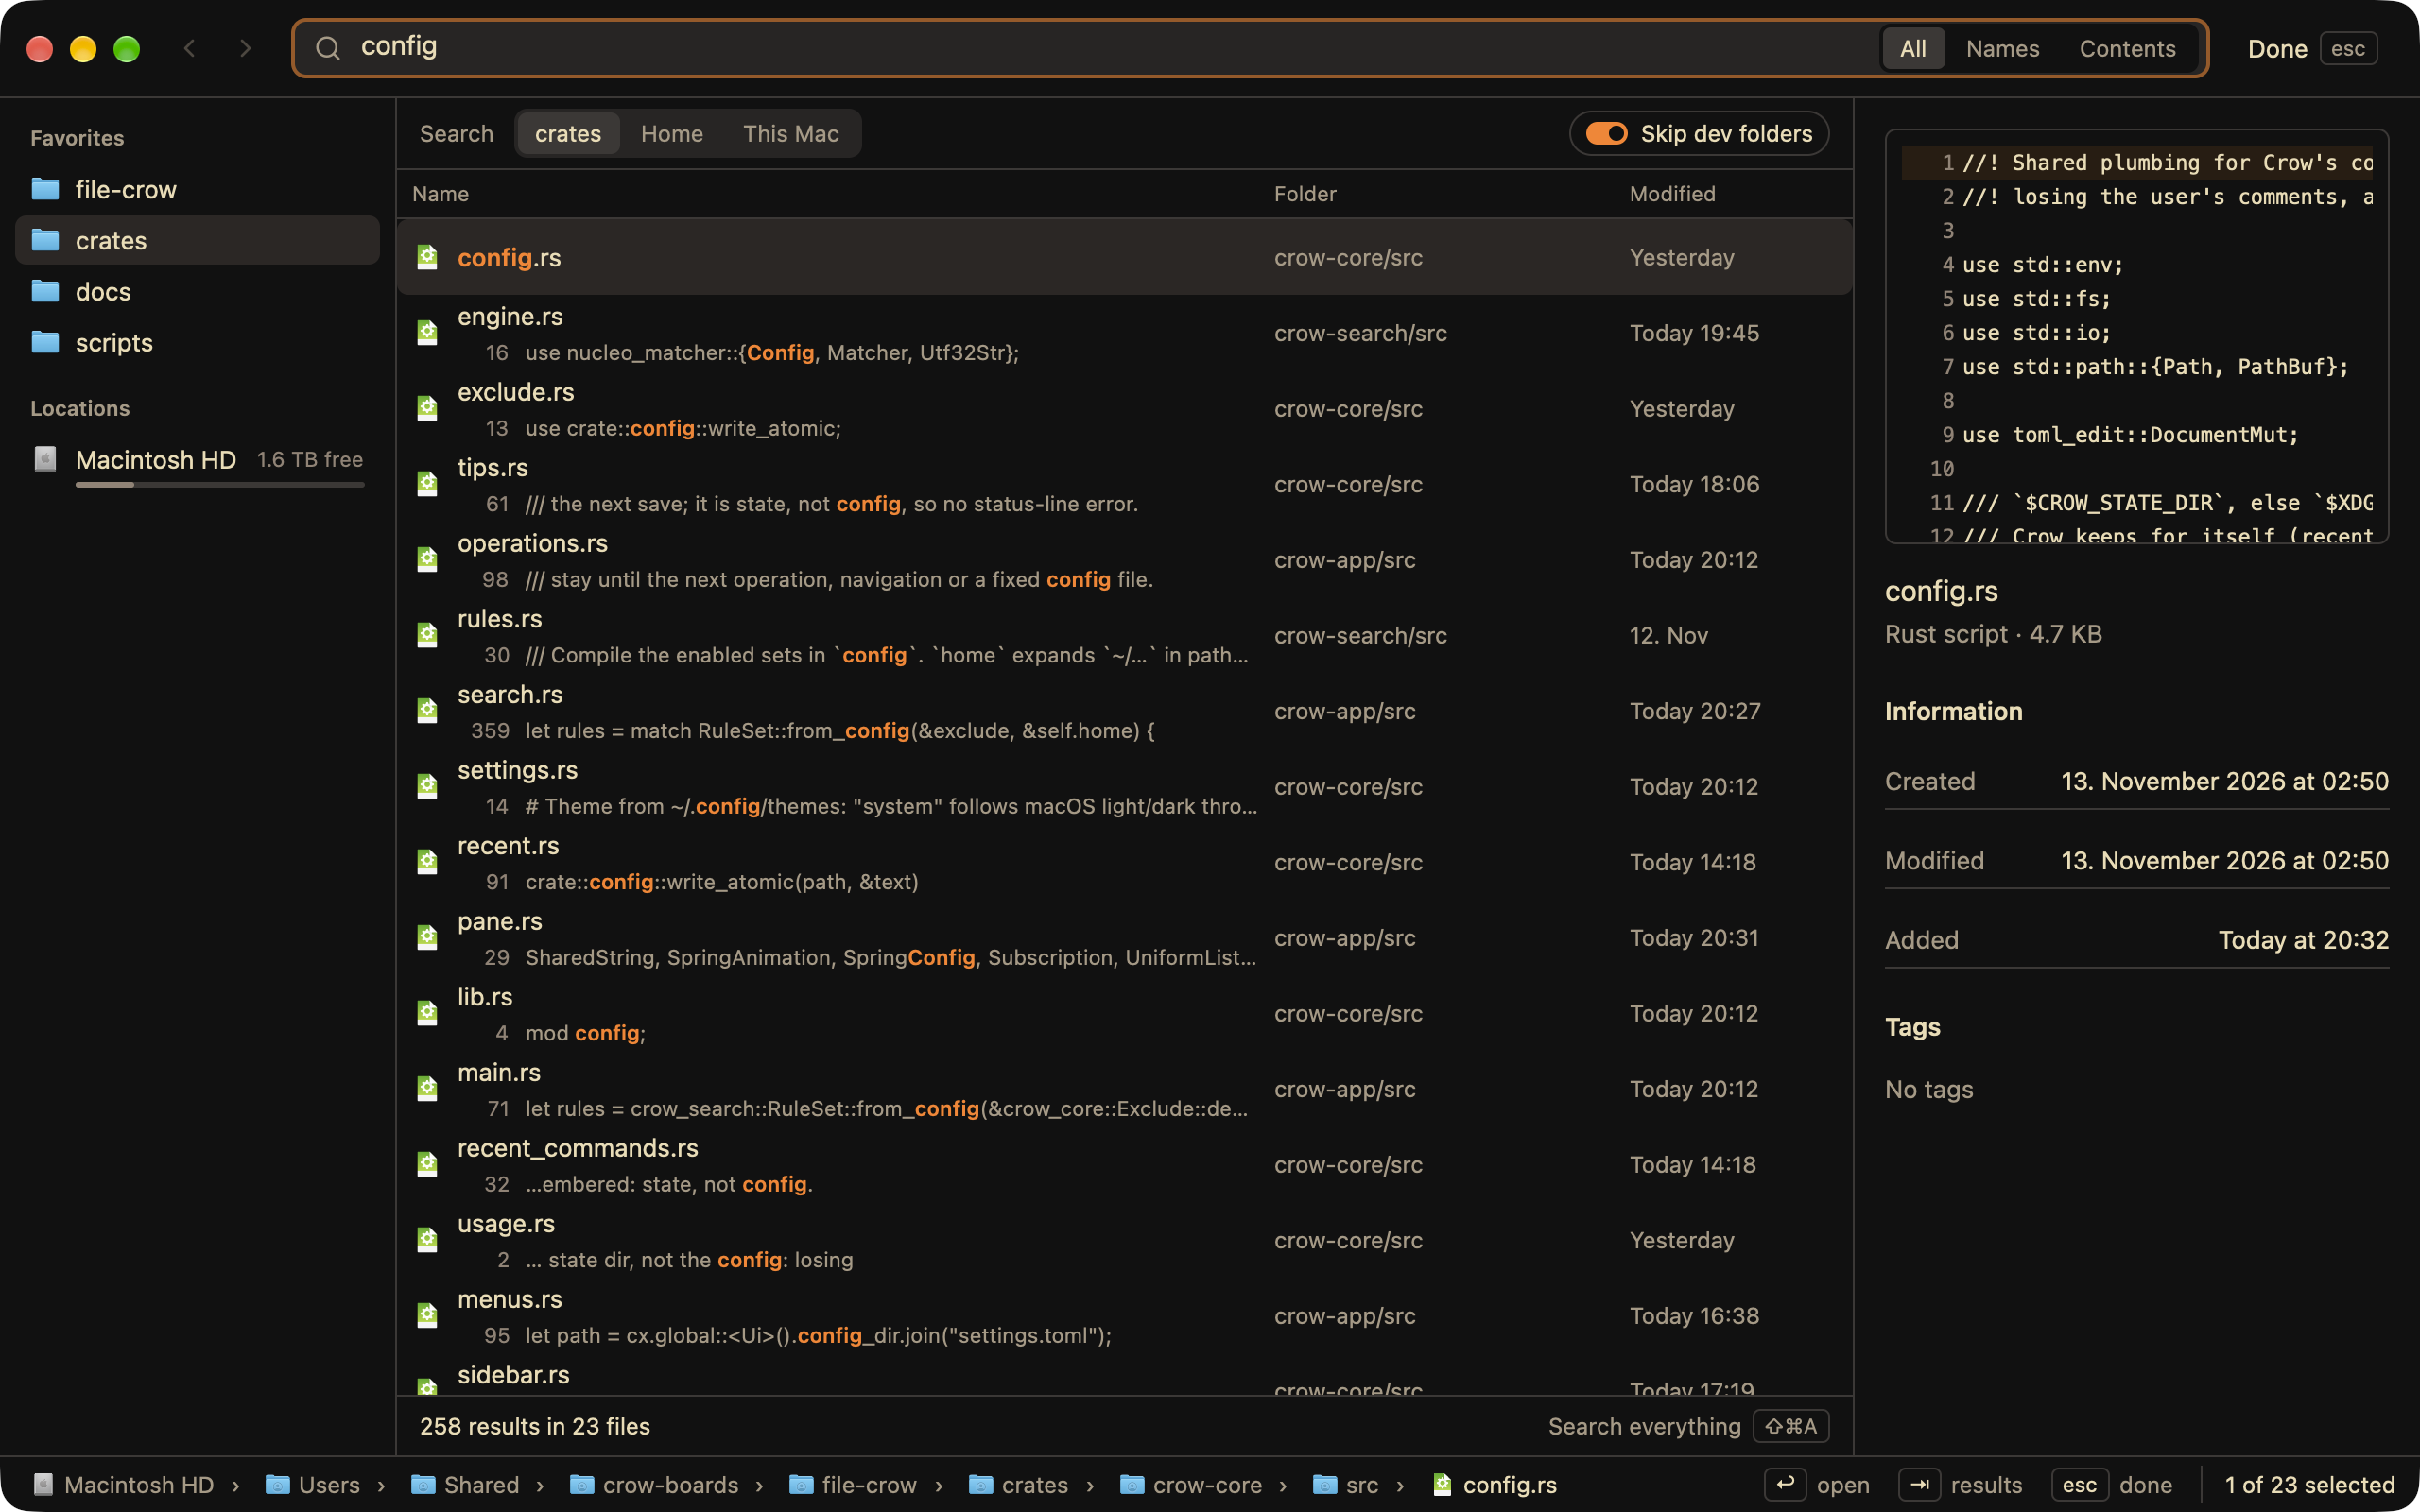 config
All Names Contents
Done esc
Favorites
file-crow
crates
docs
scripts
Locations
Macintosh HD 1.6 TB free
Search crates Home This Mac
Skip dev folders
Name Folder Modified
config.rs crow-core/src Yesterday
engine.rs
16 use nucleo_matcher::{Config, Matcher, Utf32Str};
crow-search/src Today 19:45
exclude.rs
13 use crate::config::write_atomic;
crow-core/src Yesterday
tips.rs
61 /// the next save; it is state, not config, so no status-line error.
crow-core/src Today 18:06
operations.rs
98 /// stay until the next operation, navigation or a fixed config file.
crow-app/src Today 20:12
rules.rs
30 /// Compile the enabled sets in `config`. `home` expands `~/…` in path…
crow-search/src 12. Nov
search.rs
359 let rules = match RuleSet::from_config(&exclude, &self.home) {
crow-app/src Today 20:27
settings.rs
14 # Theme from ~/.config/themes: "system" follows macOS light/dark thro…
crow-core/src Today 20:12
recent.rs
91 crate::config::write_atomic(path, &text)
crow-core/src Today 14:18
pane.rs
29 SharedString, SpringAnimation, SpringConfig, Subscription, UniformList…
crow-app/src Today 20:31
lib.rs
4 mod config;
crow-core/src Today 20:12
main.rs
71 let rules = crow_search::RuleSet::from_config(&crow_core::Exclude::de…
crow-app/src Today 20:12
recent_commands.rs
32 …embered: state, not config.
crow-core/src Today 14:18
usage.rs
2 … state dir, not the config: losing
crow-core/src Yesterday
menus.rs
95 let path = cx.global::<Ui>().config_dir.join("settings.toml");
crow-app/src Today 16:38
sidebar.rs
crow-core/src Today 17:19
258 results in 23 files
Search everything ⇧⌘A
1 //! Shared plumbing for Crow's co
2 //! losing the user's comments, a
3
4 use std::env;
5 use std::fs;
6 use std::io;
7 use std::path::{Path, PathBuf};
8
9 use toml_edit::DocumentMut;
10
11 /// `$CROW_STATE_DIR`, else `$XDG
12 /// Crow keeps for itself (recent
config.rs
Rust script · 4.7 KB
Information
Created 13. November 2026 at 02:50
Modified 13. November 2026 at 02:50
Added Today at 20:32
Tags
No tags
Macintosh HD › Users › Shared › crow-boards › file-crow › crates › crow-core › src › config.rs
↩ open ⇥ results esc done 1 of 23 selected